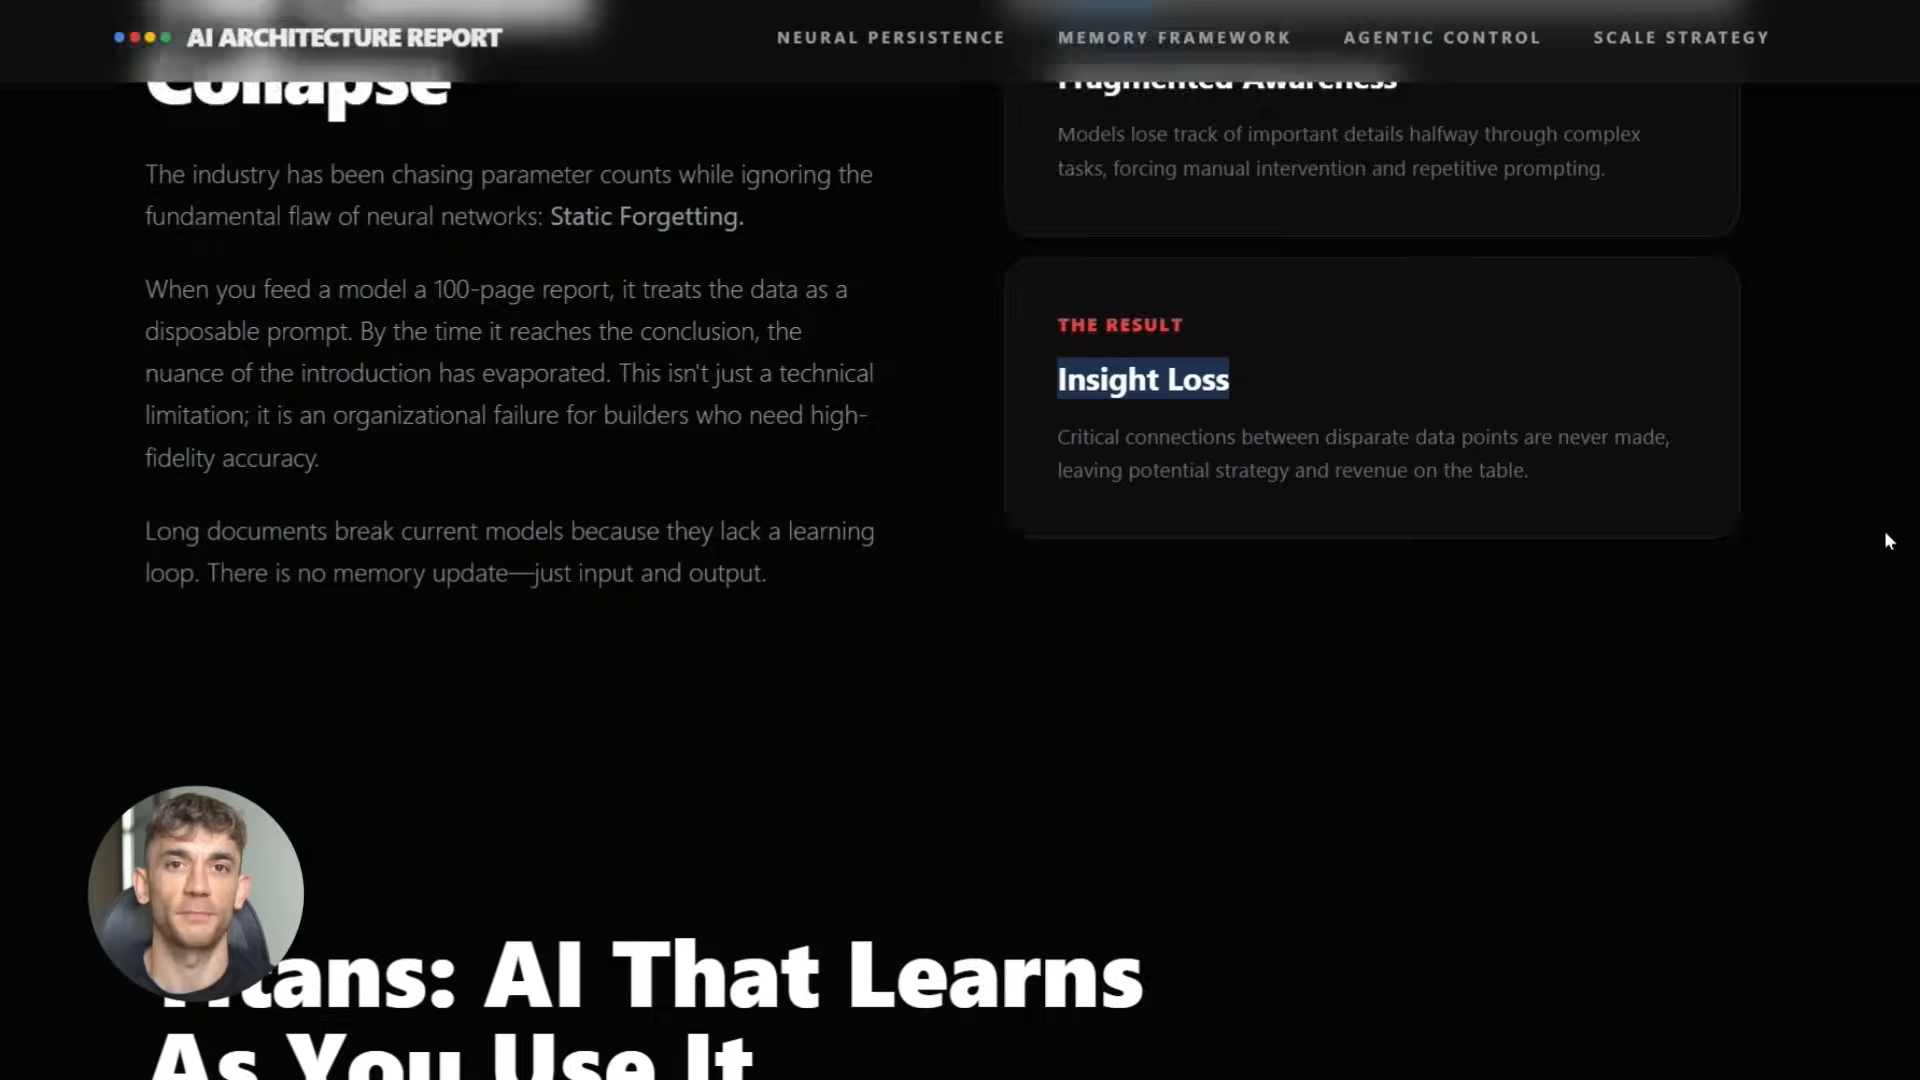 AI ARCHITECTURE REPORT
NEURAL PERSISTENCE
MEMORY FRAMEWORK
AGENTIC CONTROL
SCALE STRATEGY
Collapse
The industry has been chasing parameter counts while ignoring the
fundamental flaw of neural networks: Static Forgetting.
When you feed a model a 100-page report, it treats the data as a
disposable prompt. By the time it reaches the conclusion, the
nuance of the introduction has evaporated. This isn't just a technical
limitation; it is an organizational failure for builders who need high-
fidelity accuracy.
Long documents break current models because they lack a learning
loop. There is no memory update—just input and output.
Fragmented Awareness
Models lose track of important details halfway through complex
tasks, forcing manual intervention and repetitive prompting.
THE RESULT
Insight Loss
Critical connections between disparate data points are never made,
leaving potential strategy and revenue on the table.
Titans: AI That Learns
As You Use It